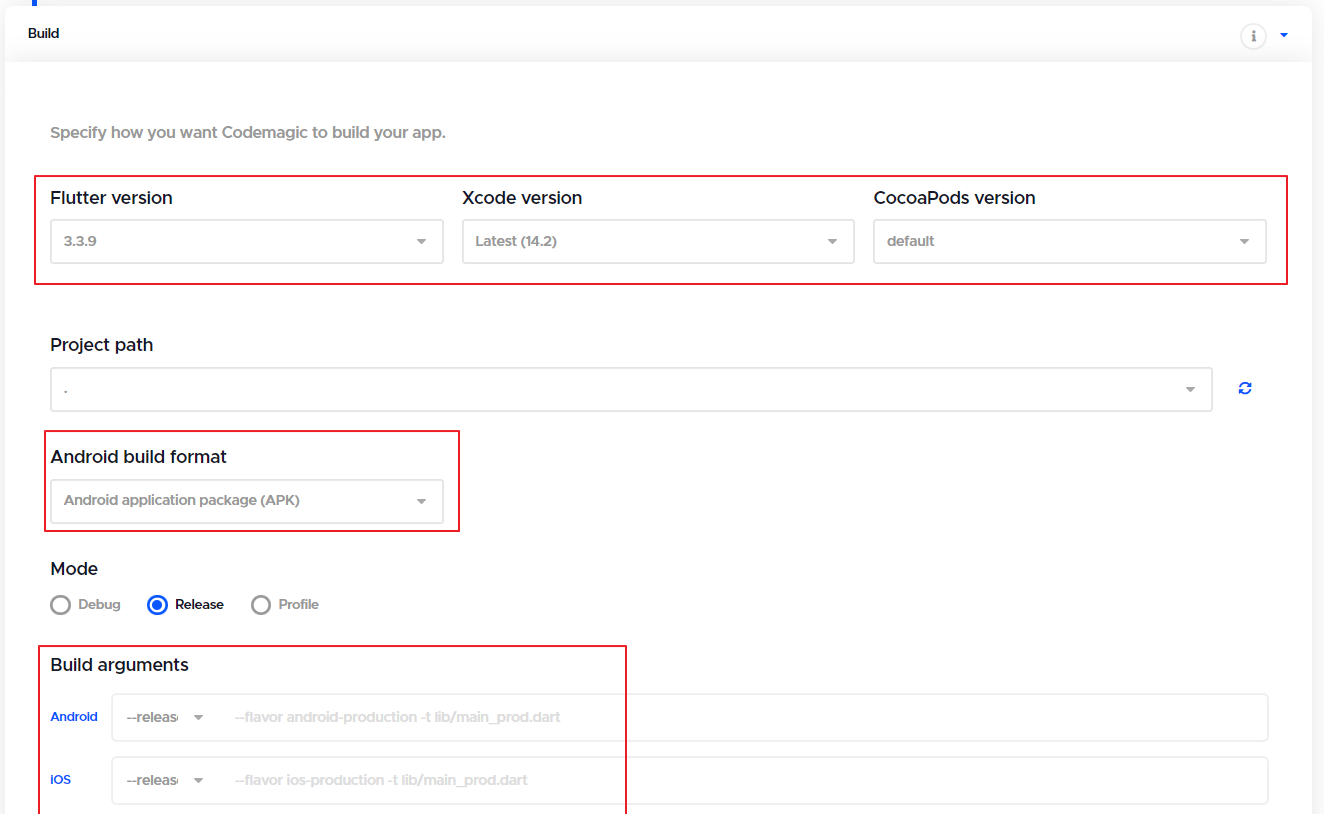 Build
Specify how you want Codemagic to build your app.
Flutter version Xcode version CocoaPods version
3.3.9 Latest (14.2) default
Project path
.
Android build format
Android application package (APK)
Mode
Debug Release Profile
Build arguments
Android --releas --flavor android-production -t lib/main_prod.dart
iOS --releas --flavor ios-production -t lib/main_prod.dart